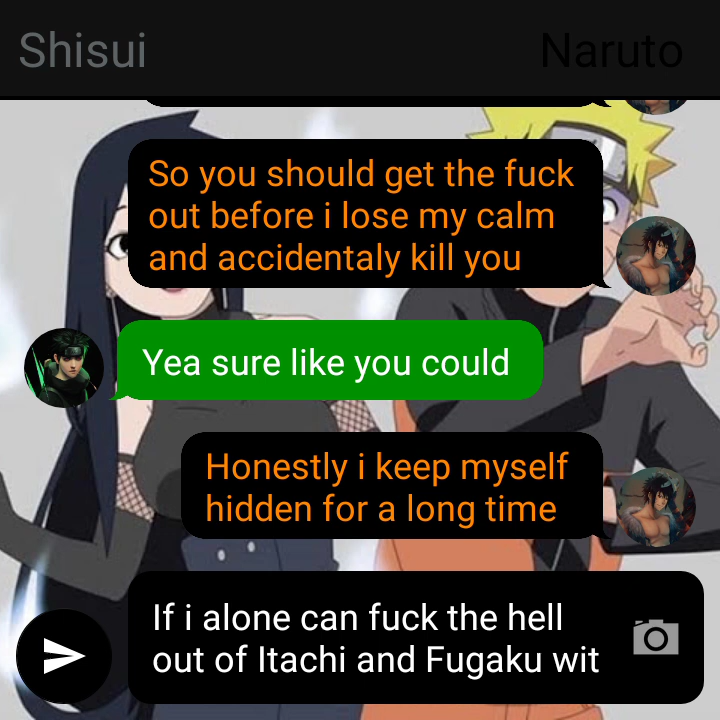 Shisui
Naruto
So you should get the fuck
out before i lose my calm
and accidentaly kill you
Yea sure like you could
Honestly i keep myself
hidden for a long time
If i alone can fuck the hell
out of Itachi and Fugaku wit